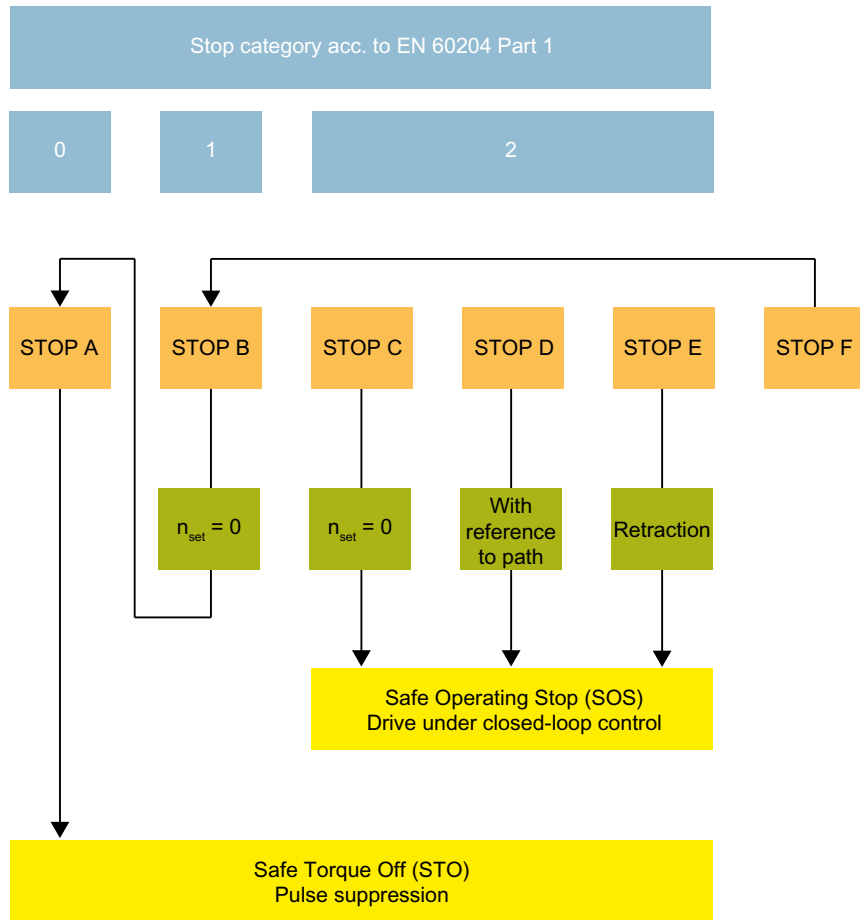 Stop category acc. to EN 60204 Part 1
0
1
2
STOP A
STOP B
STOP C
STOP D
STOP E
STOP F
n_set = 0
n_set = 0
With
reference
to path
Retraction
Safe Operating Stop (SOS)
Drive under closed-loop control
Safe Torque Off (STO)
Pulse suppression